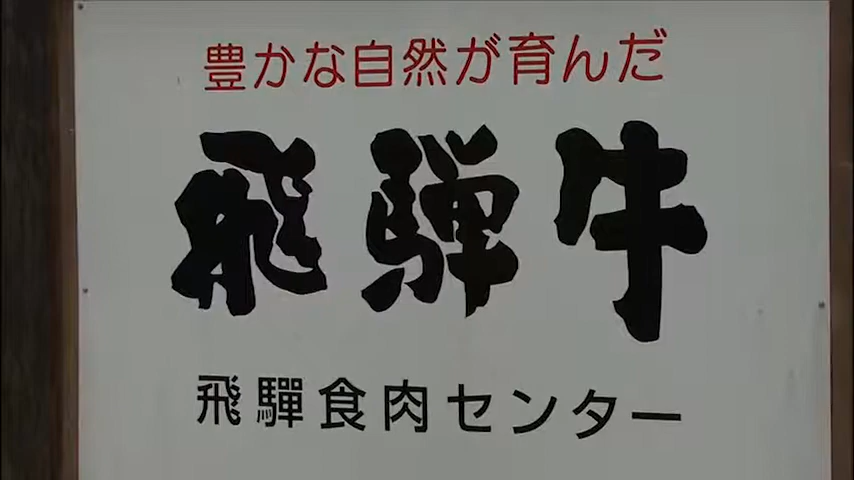 豊かな自然が育んだ
飛騨牛
飛驒食肉センター